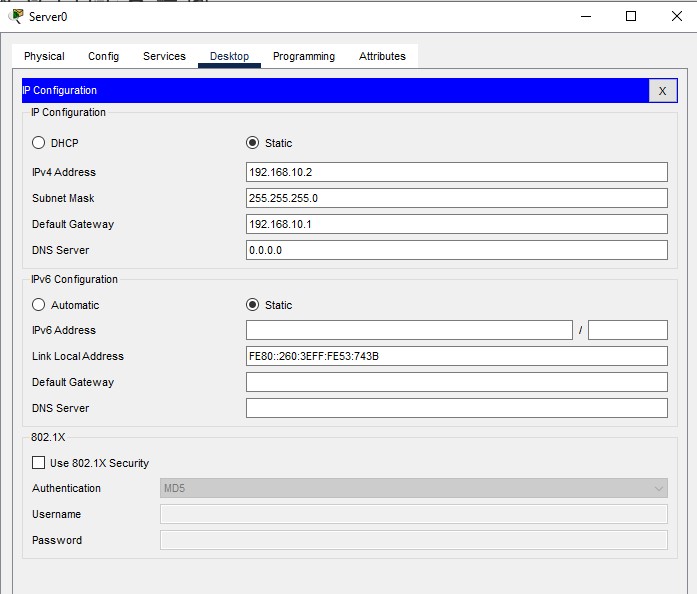 Server0
Physical Config Services Desktop Programming Attributes
IP Configuration
X
IP Configuration
DHCP Static
IPv4 Address 192.168.10.2
Subnet Mask 255.255.255.0
Default Gateway 192.168.10.1
DNS Server 0.0.0.0
IPv6 Configuration
Automatic Static
IPv6 Address /
Link Local Address FE80::260:3EFF:FE53:743B
Default Gateway
DNS Server
802.1X
Use 802.1X Security
Authentication MD5
Username
Password